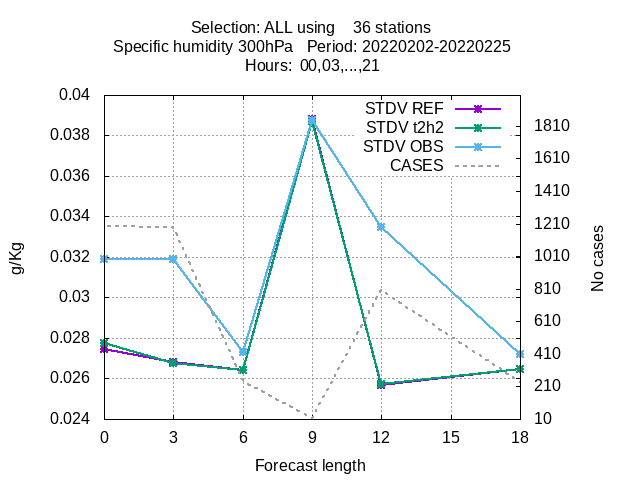 Selection: ALL using    36 stations
Specific humidity 300hPa   Period: 20220202-20220225
Hours:  00,03,...,21
STDV REF
STDV t2h2
STDV OBS
CASES
0.04
0.038
0.036
0.034
0.032
0.03
0.028
0.026
0.024
g/Kg
1810
1610
1410
1210
1010
810
610
410
210
10
No cases
0 3 6 9 12 15 18
Forecast length